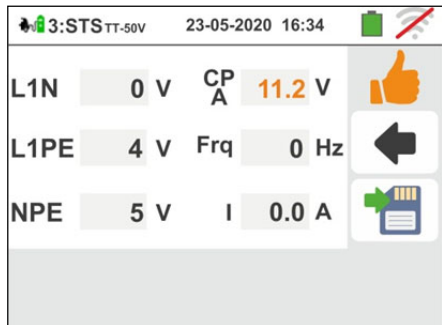 3:STS TT-50V 23-05-2020 16:34
L1N 0 V CP A 11.2 V
L1PE 4 V Frq 0 Hz
NPE 5 V I 0.0 A